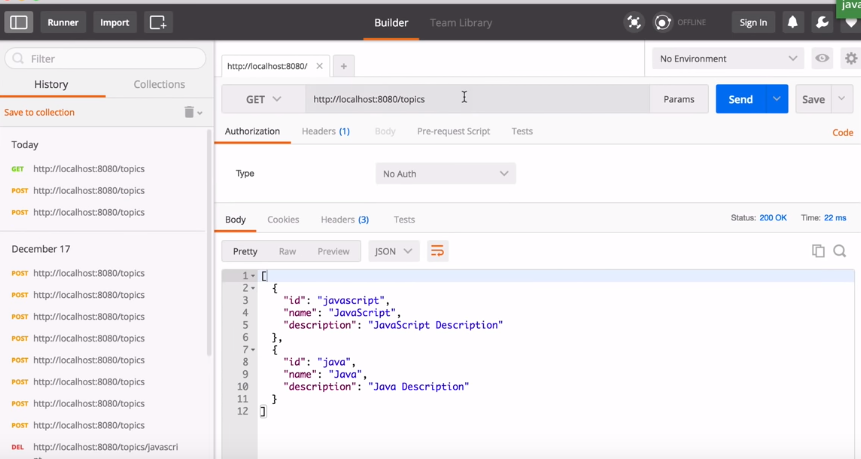 java
Runner
Import
Builder
Team Library
OFFLINE
Sign In
Filter
History
Collections
Save to collection
Today
GET http://localhost:8080/topics
POST http://localhost:8080/topics
POST http://localhost:8080/topics
December 17
POST http://localhost:8080/topics
POST http://localhost:8080/topics
POST http://localhost:8080/topics
POST http://localhost:8080/topics
POST http://localhost:8080/topics
POST http://localhost:8080/topics
POST http://localhost:8080/topics
POST http://localhost:8080/topics
DEL http://localhost:8080/topics/javascri
http://localhost:8080/
No Environment
GET http://localhost:8080/topics Params Send Save
Authorization Headers (1) Body Pre-request Script Tests Code
Type No Auth
Body Cookies Headers (3) Tests Status: 200 OK Time: 22 ms
Pretty Raw Preview JSON
1 [
2 {
3 "id": "javascript",
4 "name": "JavaScript",
5 "description": "JavaScript Description"
6 },
7 {
8 "id": "java",
9 "name": "Java",
10 "description": "Java Description"
11 }
12 ]